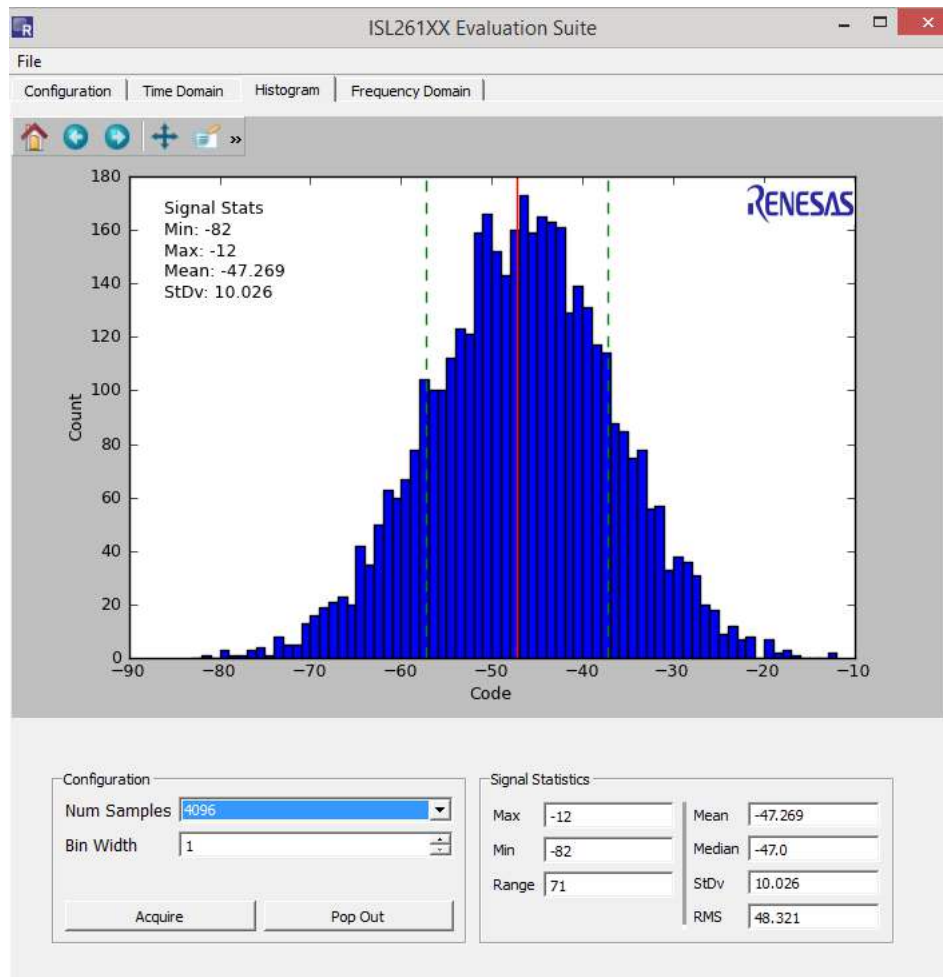 ISL261XX Evaluation Suite
File
Configuration Time Domain Histogram Frequency Domain
»
180
160
140
120
100
80
60
40
20
0
Count
Signal Stats
Min: -82
Max: -12
Mean: -47.269
StDv: 10.026
RENESAS
−90 −80 −70 −60 −50 −40 −30 −20 −10
Code
Configuration
Num Samples 4096
Bin Width 1
Acquire Pop Out
Signal Statistics
Max -12 Mean -47.269
Min -82 Median -47.0
Range 71 StDv 10.026
RMS 48.321